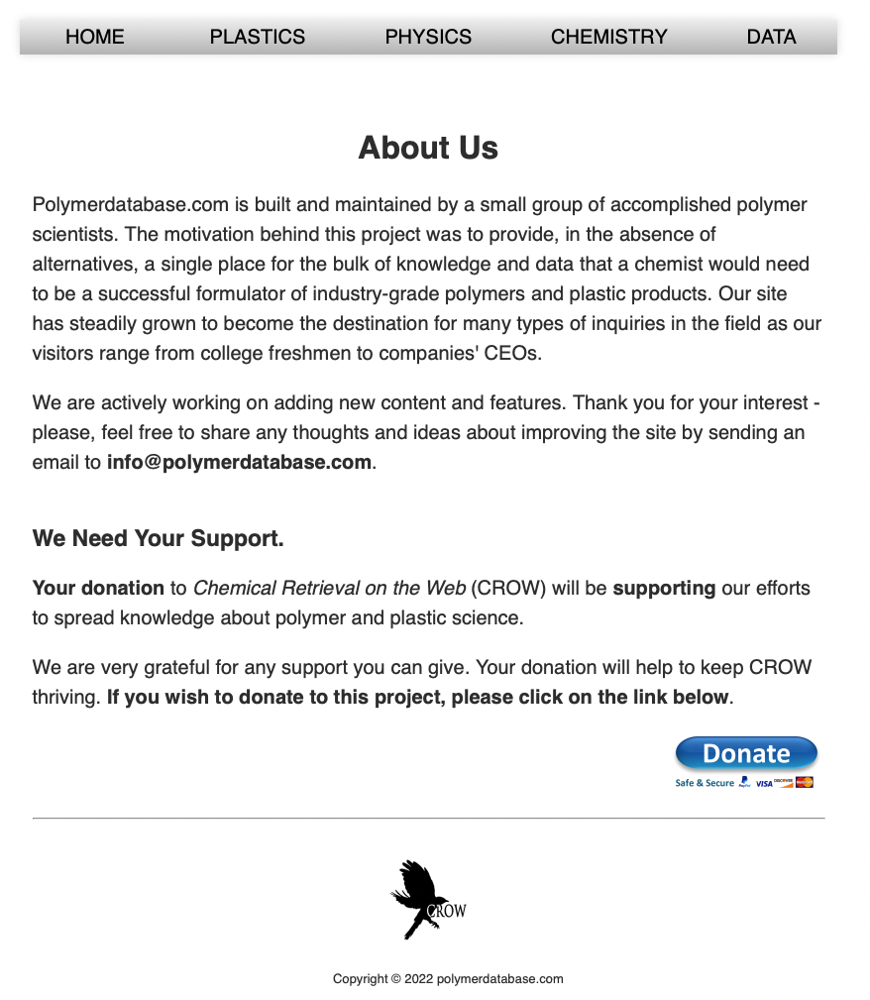 HOME PLASTICS PHYSICS CHEMISTRY DATA
About Us
Polymerdatabase.com is built and maintained by a small group of accomplished polymer
scientists. The motivation behind this project was to provide, in the absence of
alternatives, a single place for the bulk of knowledge and data that a chemist would need
to be a successful formulator of industry-grade polymers and plastic products. Our site
has steadily grown to become the destination for many types of inquiries in the field as our
visitors range from college freshmen to companies' CEOs.
We are actively working on adding new content and features. Thank you for your interest -
please, feel free to share any thoughts and ideas about improving the site by sending an
email to info@polymerdatabase.com.
We Need Your Support.
Your donation to Chemical Retrieval on the Web (CROW) will be supporting our efforts
to spread knowledge about polymer and plastic science.
We are very grateful for any support you can give. Your donation will help to keep CROW
thriving. If you wish to donate to this project, please click on the link below.
Donate
Safe & Secure PayPal VISA DISCOVER MasterCard
CROW
Copyright © 2022 polymerdatabase.com